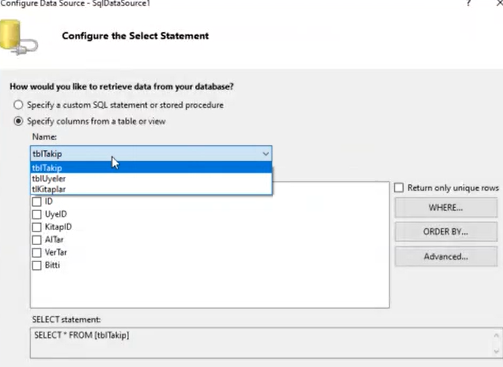 Configure Data Source - SqlDataSource1
?
Configure the Select Statement
How would you like to retrieve data from your database?
Specify a custom SQL statement or stored procedure
Specify columns from a table or view
Name:
tblTakip
tblTakip
tblUyeler
tlKitaplar
Return only unique rows
ID
WHERE...
UyeID
KitapID
ORDER BY...
AlTar
VerTar
Advanced...
Bitti
SELECT statement:
SELECT * FROM [tblTakip]